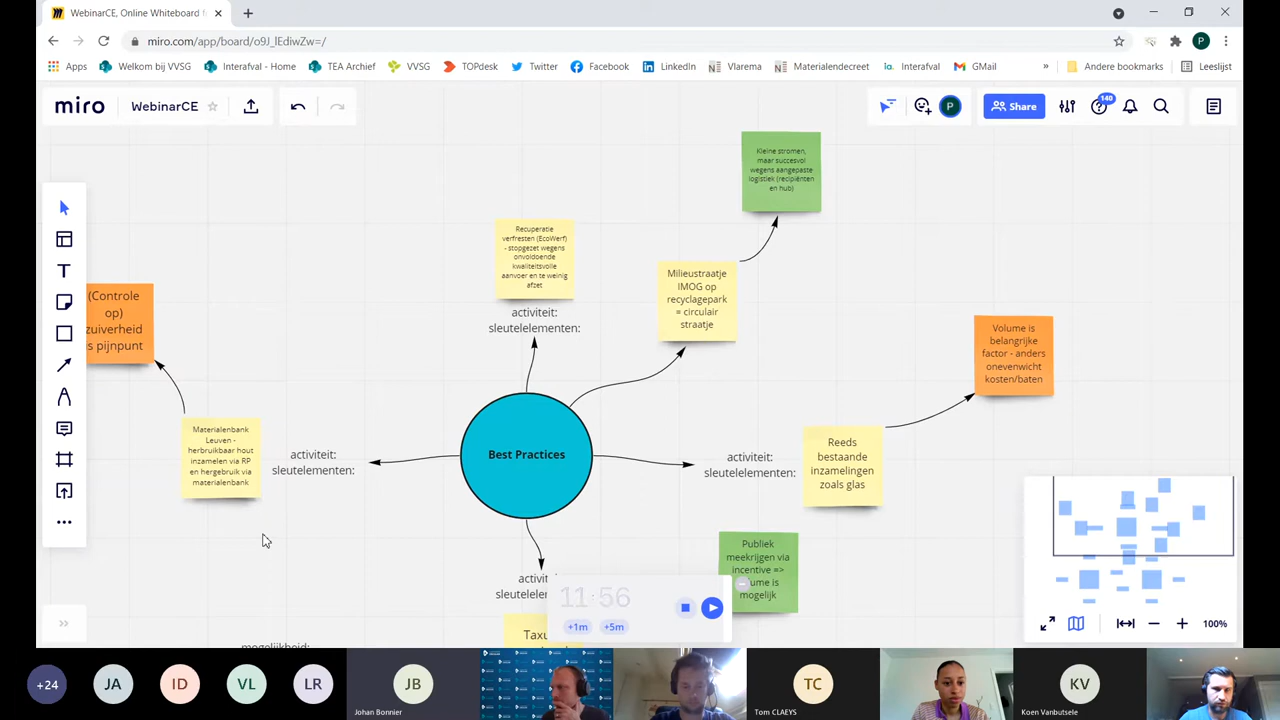 WebinarCE, Online Whiteboard
miro.com/app/board/o9J_lEdiwZw=/
P
Apps
Welkom bij VVSG
Interafval
TEA Archief
VVSG
TOPdesk
Twitter
Facebook
LinkedIn
Vlarema
Materialendecreet
ia.
Interafval
GMail
»
Andere bookmarks
Leeslijst
miro
WebinarCE
P
Share
140
Kleine stromen,
maar succesvol
wegens aangepaste
logistiek (recipiënten
en hub)
Recuperatie
verfresten (EcoWerf)
- stopgezet wegens
onvoldoende
kwaliteitsvolle
aanvoer en te weinig
afzet
activiteit:
sleutelelementen:
Milieustraatje
IMOG op
recyclagepark
= circulair
straatje
(Controle
op)
zuiverheid
is pijnpunt
Volume is
belangrijke
factor - anders
onevenwicht
kosten/baten
Materialenbank
Leuven -
herbruikbaar hout
inzamelen via RP
en hergebruik via
materialenbank
activiteit:
sleutelelementen:
Best Practices
activiteit:
sleutelelementen:
Reeds
bestaande
inzamelingen
zoals glas
Publiek
meekrijgen via
incentive =>
volume is
mogelijk
11:56
+1m
+5m
100%
+24
JA
ID
VL
LR
JB
Johan Bonnier
TC
Tom CLAEYS
KV
Koen Vanbutsele